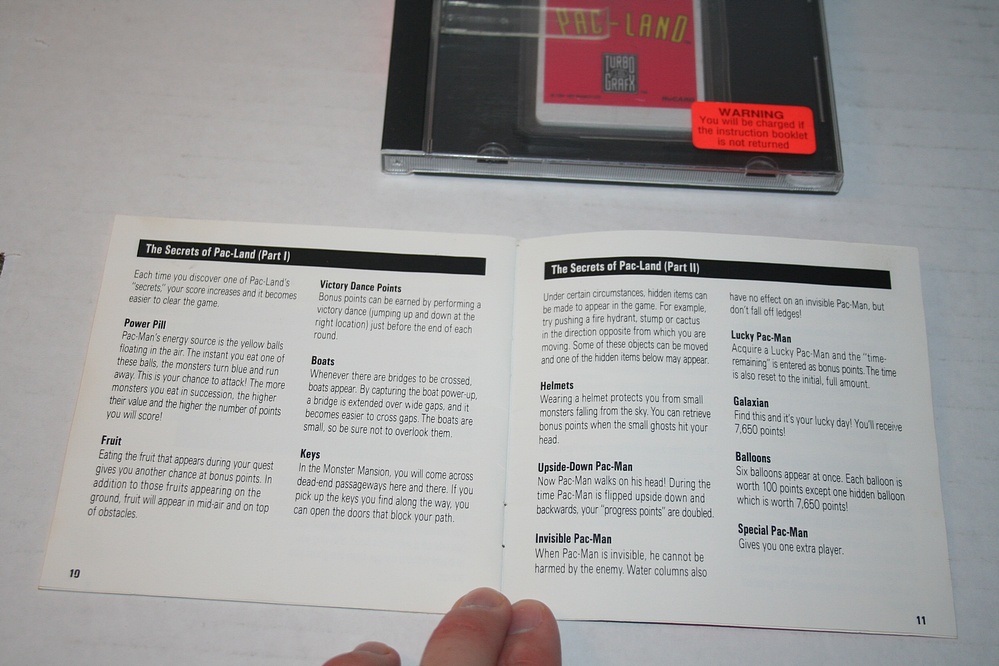 PAC-LAND
TURBO
GRAFX
WARNING
You will be charged if
the instruction booklet
is not returned
The Secrets of Pac-Land (Part I)
Each time you discover one of Pac-Land's
"secrets," your score increases and it becomes
easier to clear the game.
Power Pill
Pac-Man's energy source is the yellow balls
floating in the air. The instant you eat one of
these balls, the monsters turn blue and run
away. This is your chance to attack! The more
monsters you eat in succession, the higher
their value and the higher the number of points
you will score!
Fruit
Eating the fruit that appears during your quest
gives you another chance at bonus points. In
addition to those fruits appearing on the
ground, fruit will appear in mid-air and on top
of obstacles.
Victory Dance Points
Bonus points can be earned by performing a
victory dance (jumping up and down at the
right location) just before the end of each
round.
Boats
Whenever there are bridges to be crossed,
boats appear. By capturing the boat power-up,
a bridge is extended over wide gaps, and it
becomes easier to cross gaps. The boats are
small, so be sure not to overlook them.
Keys
In the Monster Mansion, you will come across
dead-end passageways here and there. If you
pick up the keys you find along the way, you
can open the doors that block your path.
10
The Secrets of Pac-Land (Part II)
Under certain circumstances, hidden items can
be made to appear in the game. For example,
try pushing a fire hydrant, stump or cactus
in the direction opposite from which you are
moving. Some of these objects can be moved
and one of the hidden items below may appear.
Helmets
Wearing a helmet protects you from small
monsters falling from the sky. You can retrieve
bonus points when the small ghosts hit your
head.
Upside-Down Pac-Man
Now Pac-Man walks on his head! During the
time Pac-Man is flipped upside down and
backwards, your "progress points" are doubled.
Invisible Pac-Man
When Pac-Man is invisible, he cannot be
harmed by the enemy. Water columns also
have no effect on an invisible Pac-Man, but
don't fall off ledges!
Lucky Pac-Man
Acquire a Lucky Pac-Man and the "time-
remaining" is entered as bonus points. The time
is also reset to the initial, full amount.
Galaxian
Find this and it's your lucky day! You'll receive
7,650 points!
Balloons
Six balloons appear at once. Each balloon is
worth 100 points except one hidden balloon
which is worth 7,650 points!
Special Pac-Man
Gives you one extra player.
11